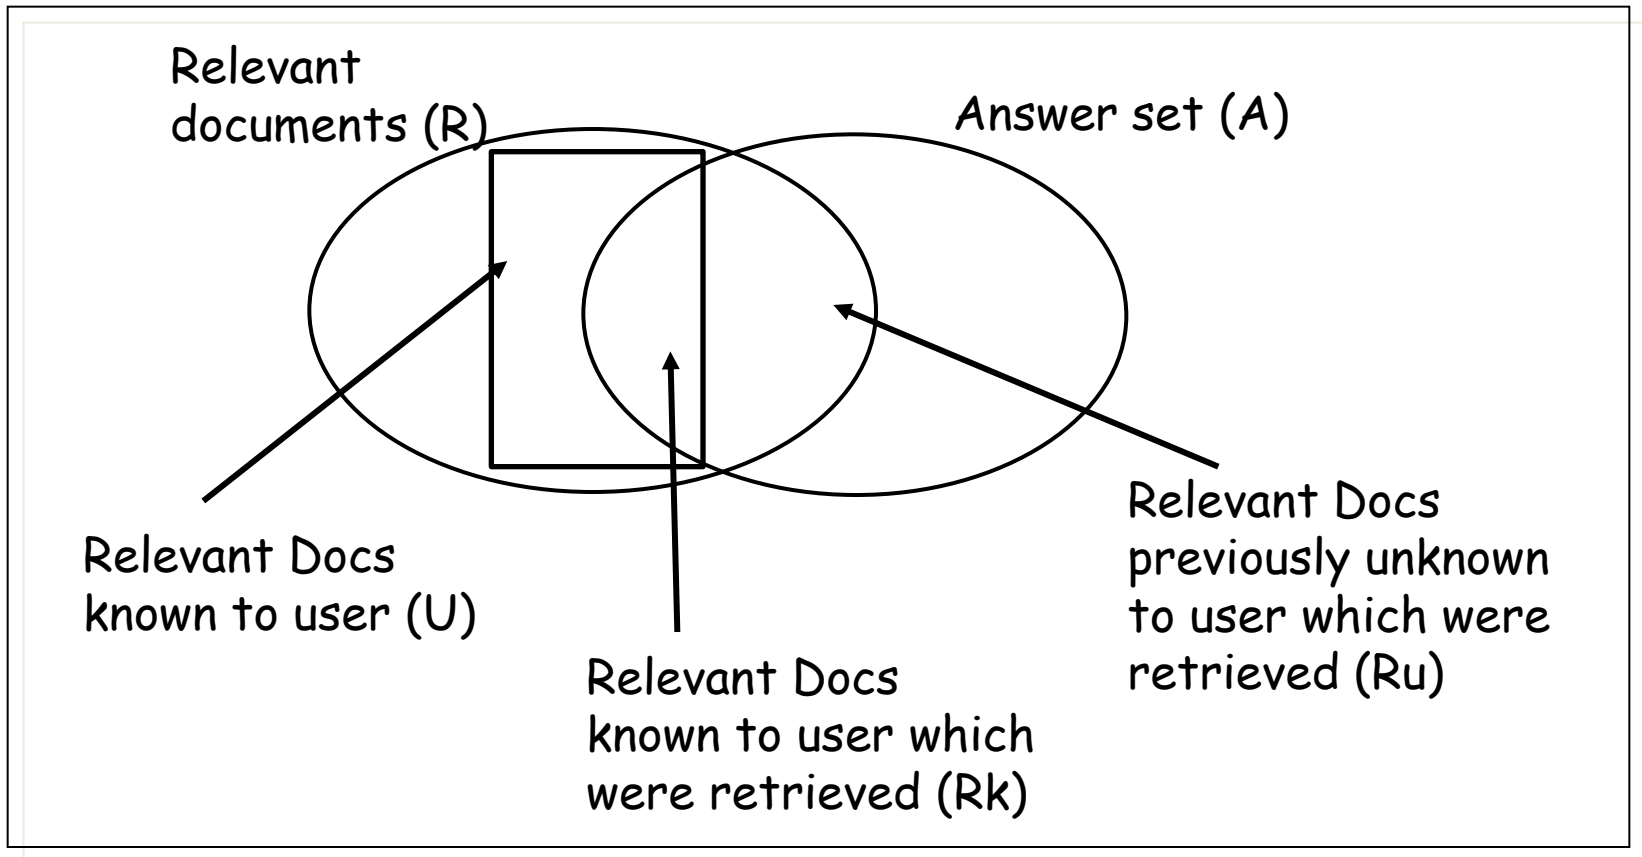 Relevant
documents (R)
Answer set (A)
Relevant Docs
known to user (U)
Relevant Docs
known to user which
were retrieved (Rk)
Relevant Docs
previously unknown
to user which were
retrieved (Ru)